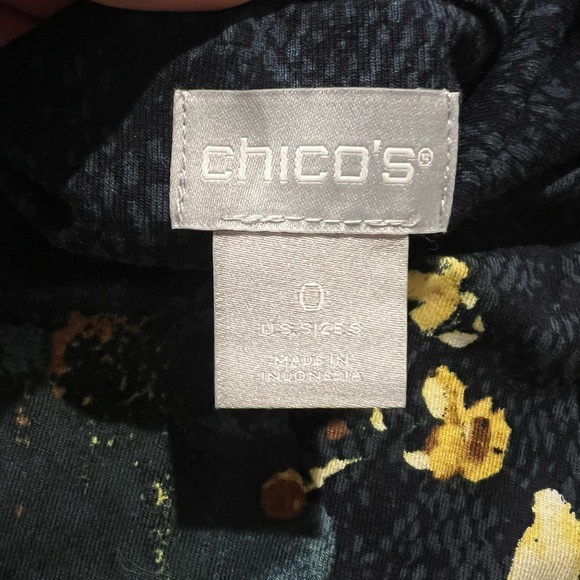 chico's®
0
U.S. SIZE S
MADE IN
INDONESIA